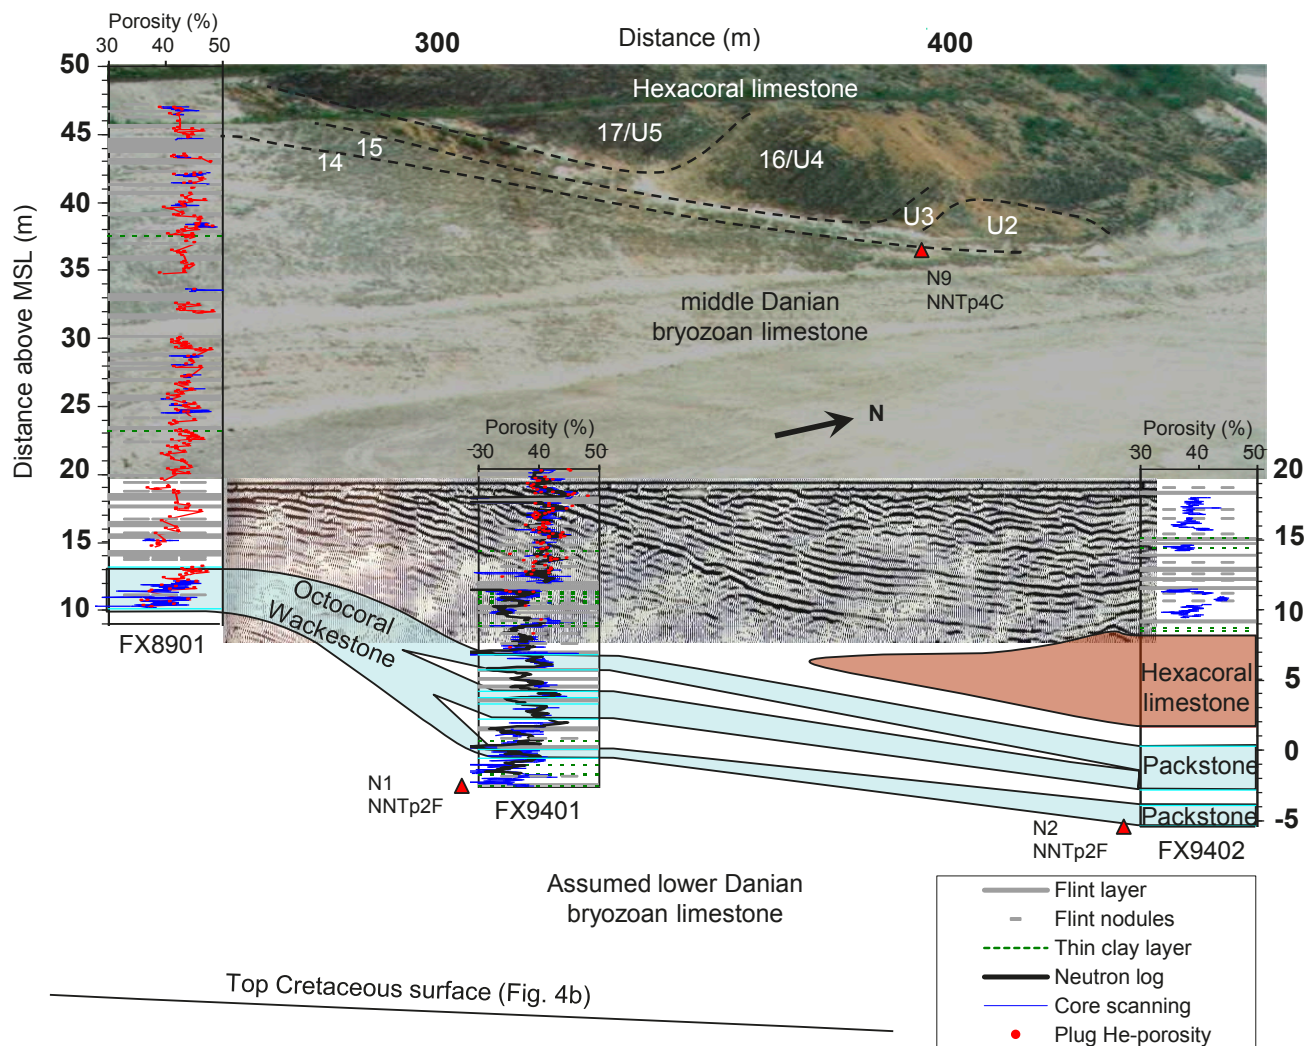 Porosity (%)
30 40 50
300
Distance (m)
400
50
45
40
35
30
25
20
15
10
Distance above MSL (m)
Hexacoral limestone
17/U5
16/U4
15
14
U3
U2
N9
NNTp4C
middle Danian
bryozoan limestone
N
Porosity (%)
30 40 50
Porosity (%)
30 40 50
20
15
10
5
0
-5
Octocoral
Wackestone
FX8901
Hexacoral
limestone
Packstone
Packstone
N1
NNTp2F
FX9401
N2
NNTp2F
FX9402
Assumed lower Danian
bryozoan limestone
Top Cretaceous surface (Fig. 4b)
Flint layer
Flint nodules
Thin clay layer
Neutron log
Core scanning
Plug He-porosity